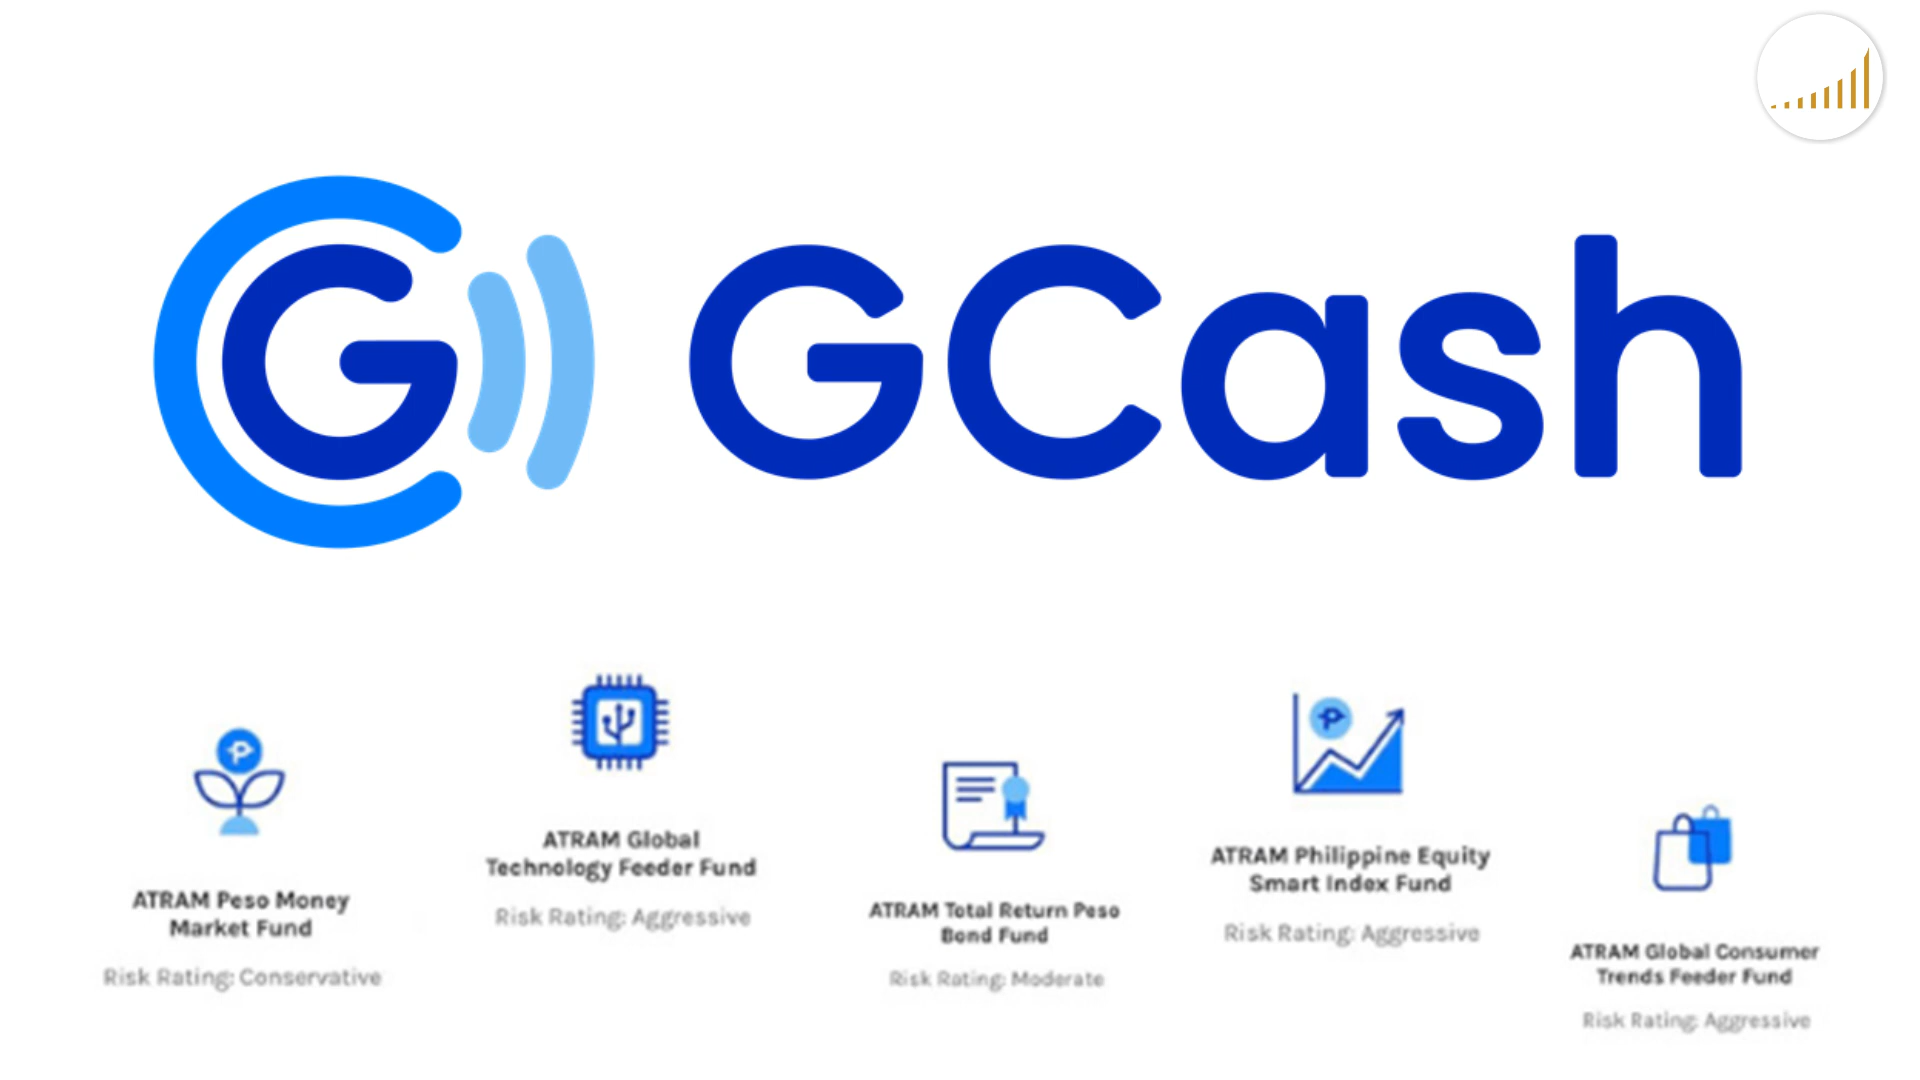 GCash
ATRAM Peso Money
Market Fund
Risk Rating: Conservative
ATRAM Global
Technology Feeder Fund
Risk Rating: Aggressive
ATRAM Total Return Peso
Bond Fund
Risk Rating: Moderate
ATRAM Philippine Equity
Smart Index Fund
Risk Rating: Aggressive
ATRAM Global Consumer
Trends Feeder Fund
Risk Rating: Aggressive